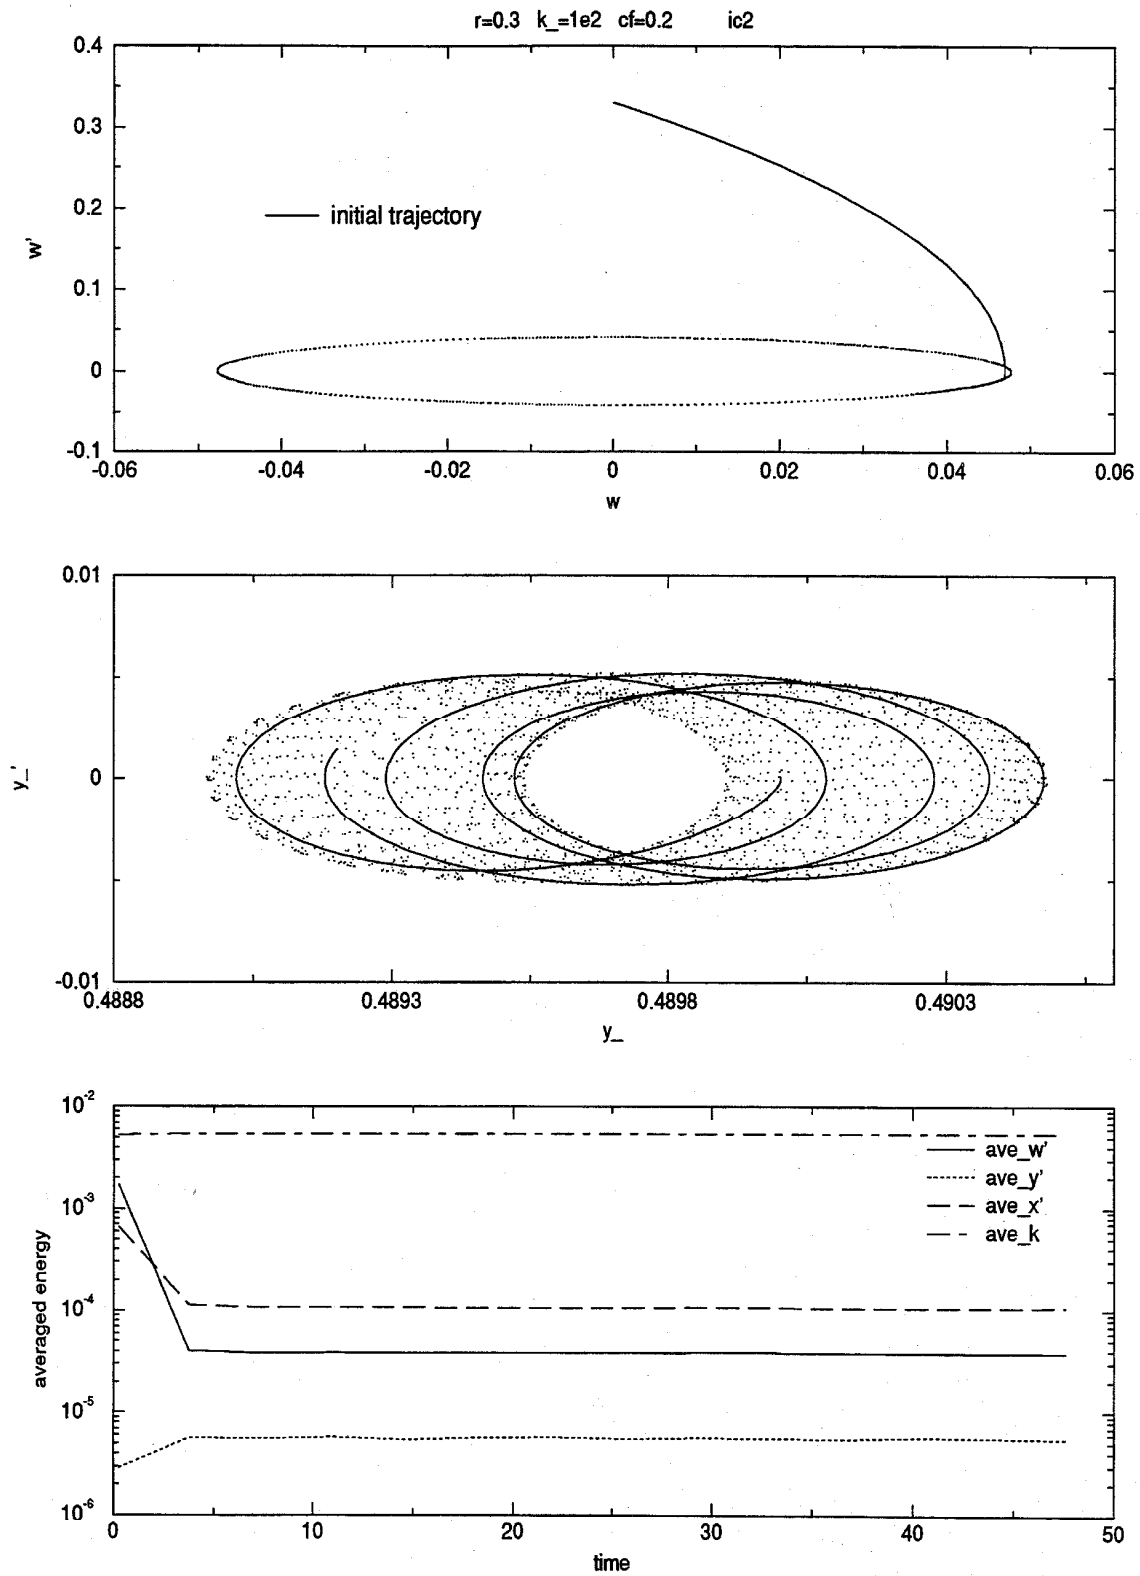 r=0.3 k_=1e2 cf=0.2 ic2
0.4
0.3
0.2
0.1
0
-0.1
w'
initial trajectory
-0.06 -0.04 -0.02 0 0.02 0.04 0.06
w
0.01
0
-0.01
y_'
0.4888 0.4893 0.4898 0.4903
y_
10^-2
10^-3
10^-4
10^-5
10^-6
averaged energy
ave_w'
ave_y'
ave_x'
ave_k
0 10 20 30 40 50
time